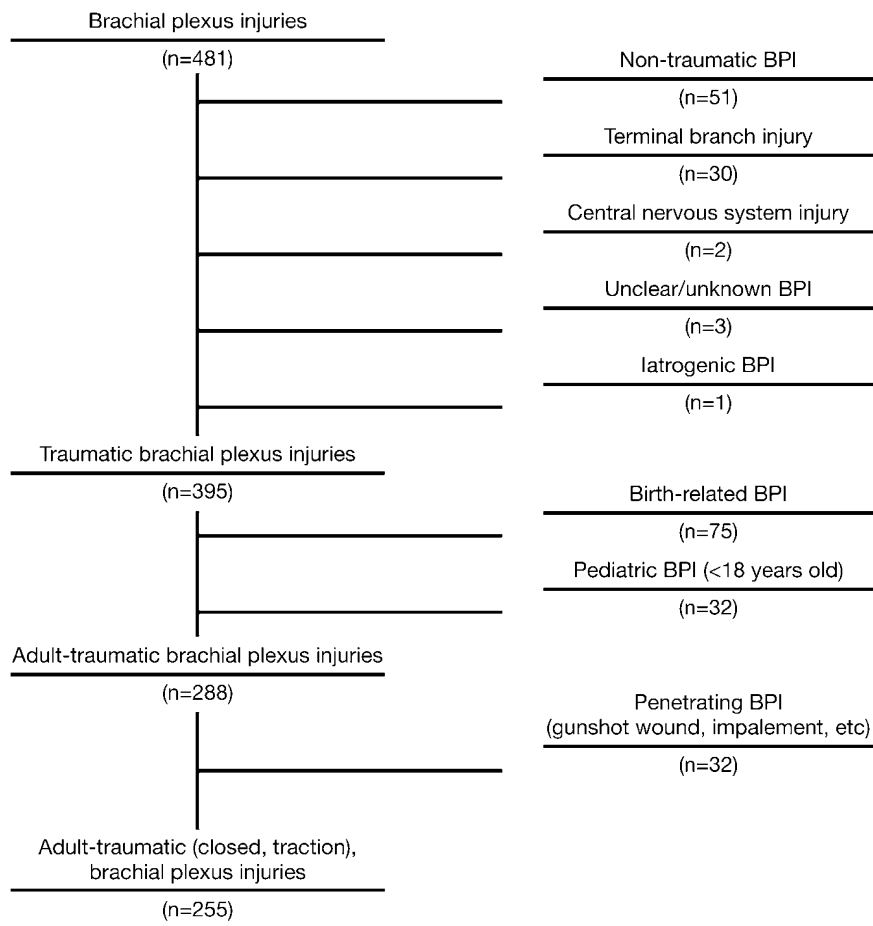 Brachial plexus injuries
(n=481)
Non-traumatic BPI
(n=51)
Terminal branch injury
(n=30)
Central nervous system injury
(n=2)
Unclear/unknown BPI
(n=3)
Iatrogenic BPI
(n=1)
Traumatic brachial plexus injuries
(n=395)
Birth-related BPI
(n=75)
Pediatric BPI (<18 years old)
(n=32)
Adult-traumatic brachial plexus injuries
(n=288)
Penetrating BPI
(gunshot wound, impalement, etc)
(n=32)
Adult-traumatic (closed, traction),
brachial plexus injuries
(n=255)